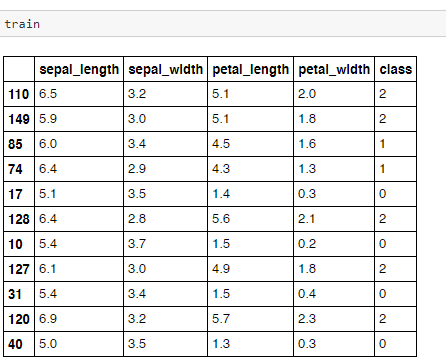 train
sepal_length sepal_width petal_length petal_width class
110 6.5 3.2 5.1 2.0 2
149 5.9 3.0 5.1 1.8 2
85 6.0 3.4 4.5 1.6 1
74 6.4 2.9 4.3 1.3 1
17 5.1 3.5 1.4 0.3 0
128 6.4 2.8 5.6 2.1 2
10 5.4 3.7 1.5 0.2 0
127 6.1 3.0 4.9 1.8 2
31 5.4 3.4 1.5 0.4 0
120 6.9 3.2 5.7 2.3 2
40 5.0 3.5 1.3 0.3 0